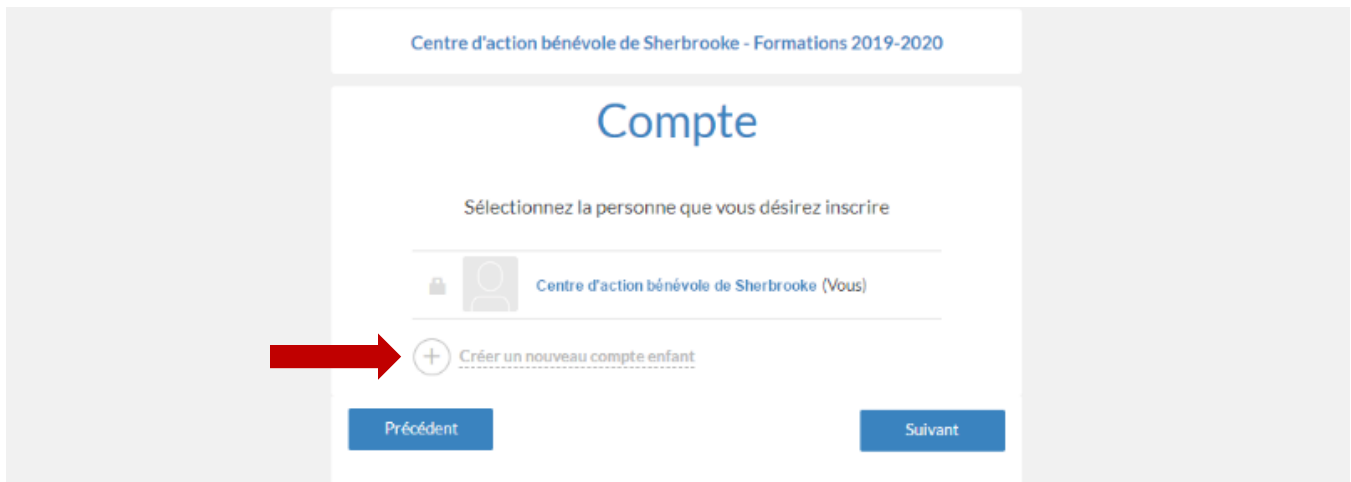 Centre d'action bénévole de Sherbrooke - Formations 2019-2020
Compte
Sélectionnez la personne que vous désirez inscrire
Centre d'action bénévole de Sherbrooke (Vous)
Créer un nouveau compte enfant
Précédent
Suivant